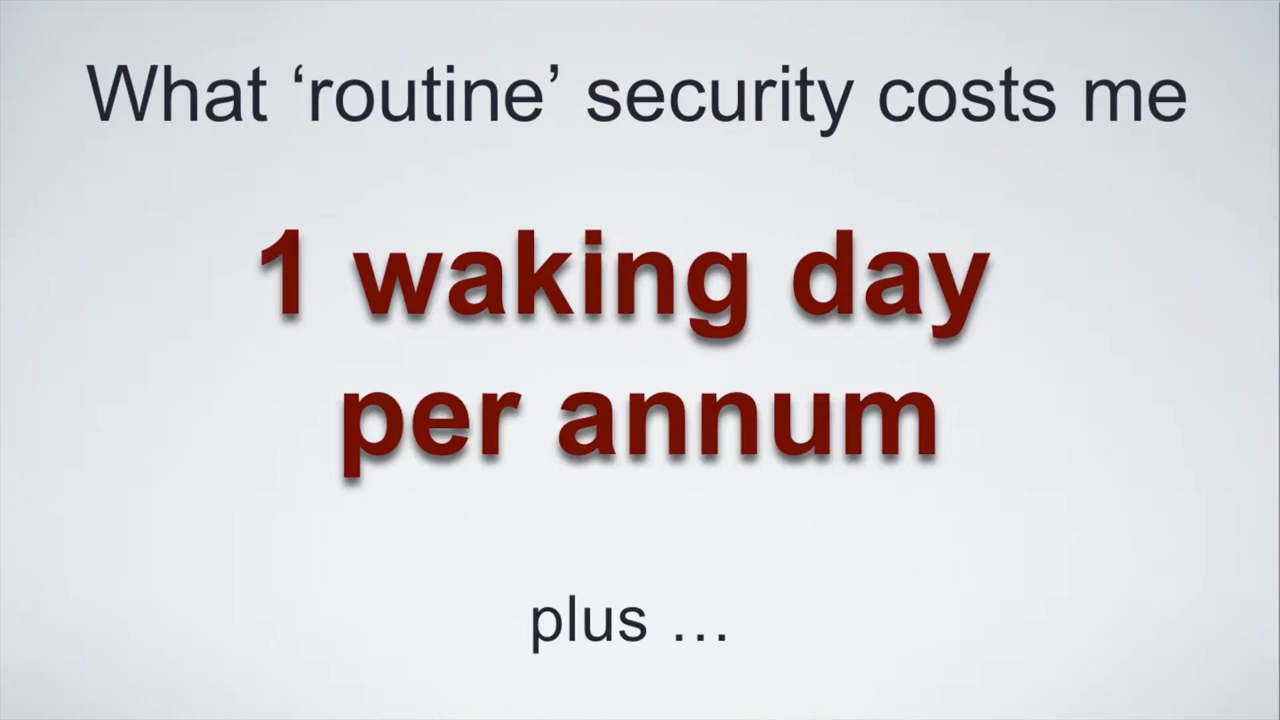 What ‘routine’ security costs me
1 waking day
per annum
plus …